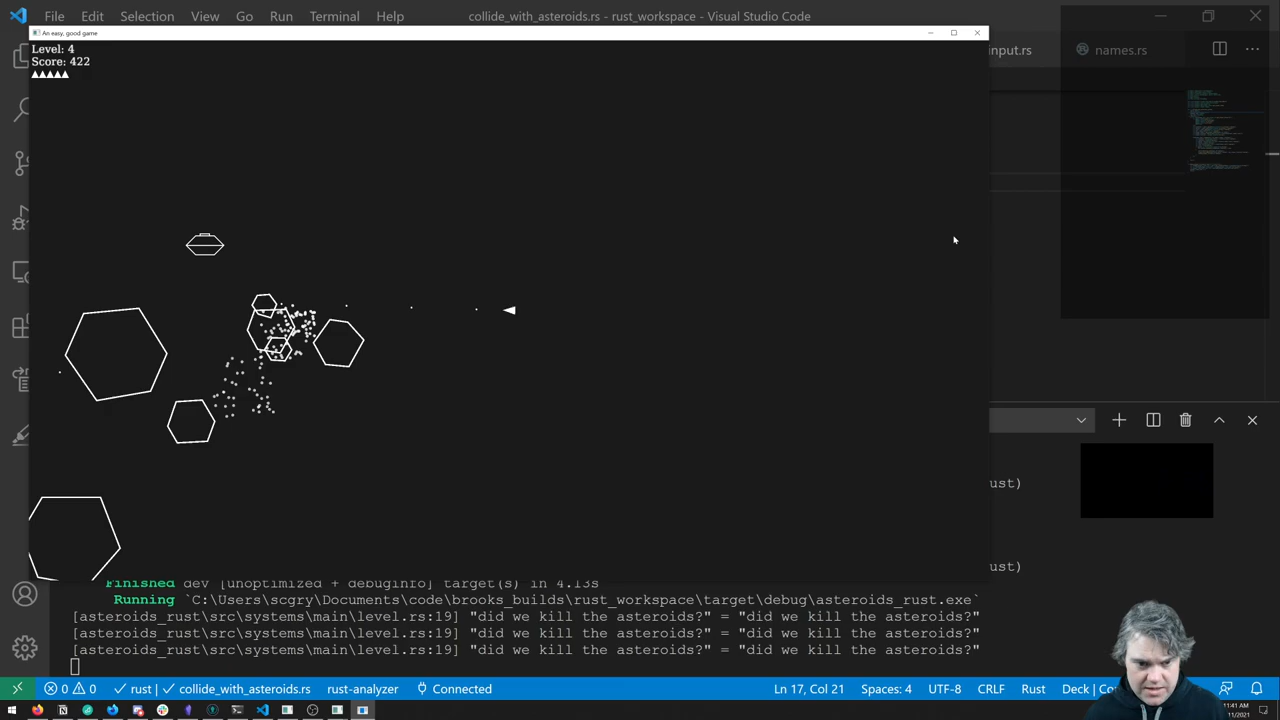 File Edit Selection View Go Run Terminal Help
collide_with_asteroids.rs - rust_workspace - Visual Studio Code
An easy, good game
input.rs
names.rs
Level: 4
Score: 422
ust)
ust)
Finished dev [unoptimized + debuginfo] target(s) in 4.13s
Running `C:\Users\scgry\Documents\code\brooks_builds\rust_workspace\target\debug\asteroids_rust.exe`
[asteroids_rust\src\systems\main\level.rs:19] "did we kill the asteroids?" = "did we kill the asteroids?"
[asteroids_rust\src\systems\main\level.rs:19] "did we kill the asteroids?" = "did we kill the asteroids?"
[asteroids_rust\src\systems\main\level.rs:19] "did we kill the asteroids?" = "did we kill the asteroids?"
0 0 rust | collide_with_asteroids.rs rust-analyzer Connected Ln 17, Col 21 Spaces: 4 UTF-8 CRLF Rust Deck | Co
11:41 AM
11/2021